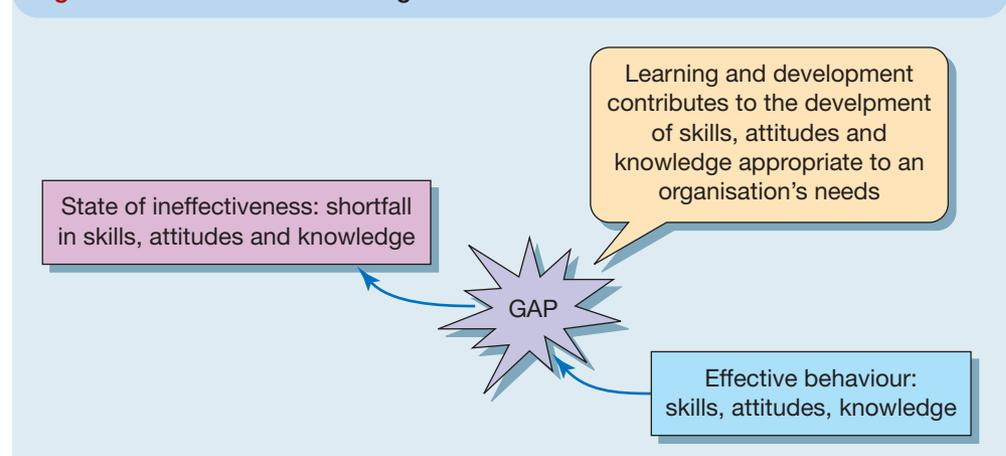 Learning and development
contributes to the develpment
of skills, attitudes and
knowledge appropriate to an
organisation's needs
State of ineffectiveness: shortfall
in skills, attitudes and knowledge
GAP
Effective behaviour:
skills, attitudes, knowledge